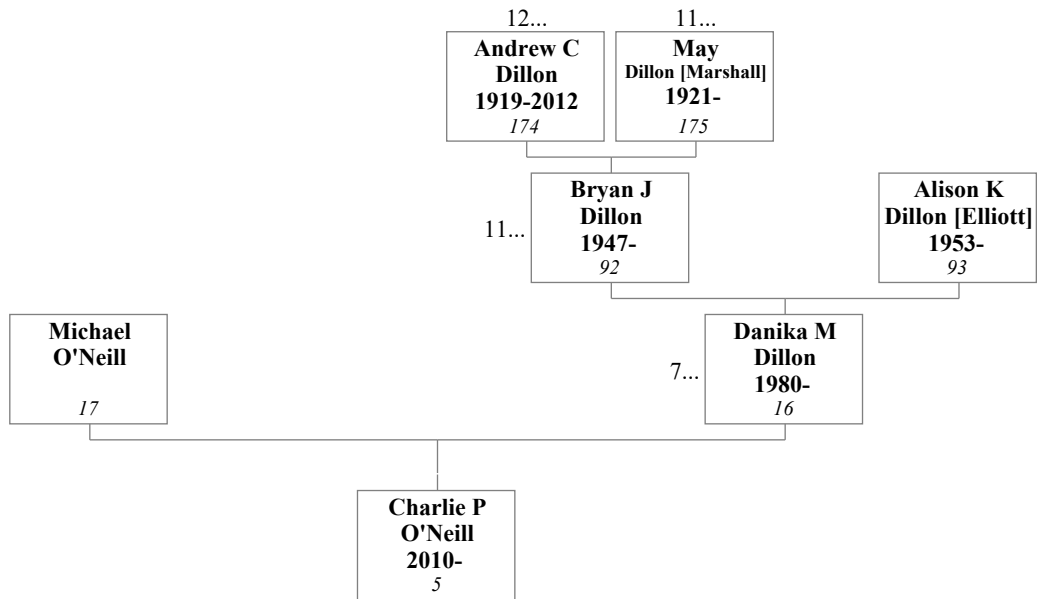 12...
11...
Andrew C
Dillon
1919-2012
174
May
Dillon [Marshall]
1921-
175
11...
Bryan J
Dillon
1947-
92
Alison K
Dillon [Elliott]
1953-
93
Michael
O'Neill
17
7...
Danika M
Dillon
1980-
16
Charlie P
O'Neill
2010-
5